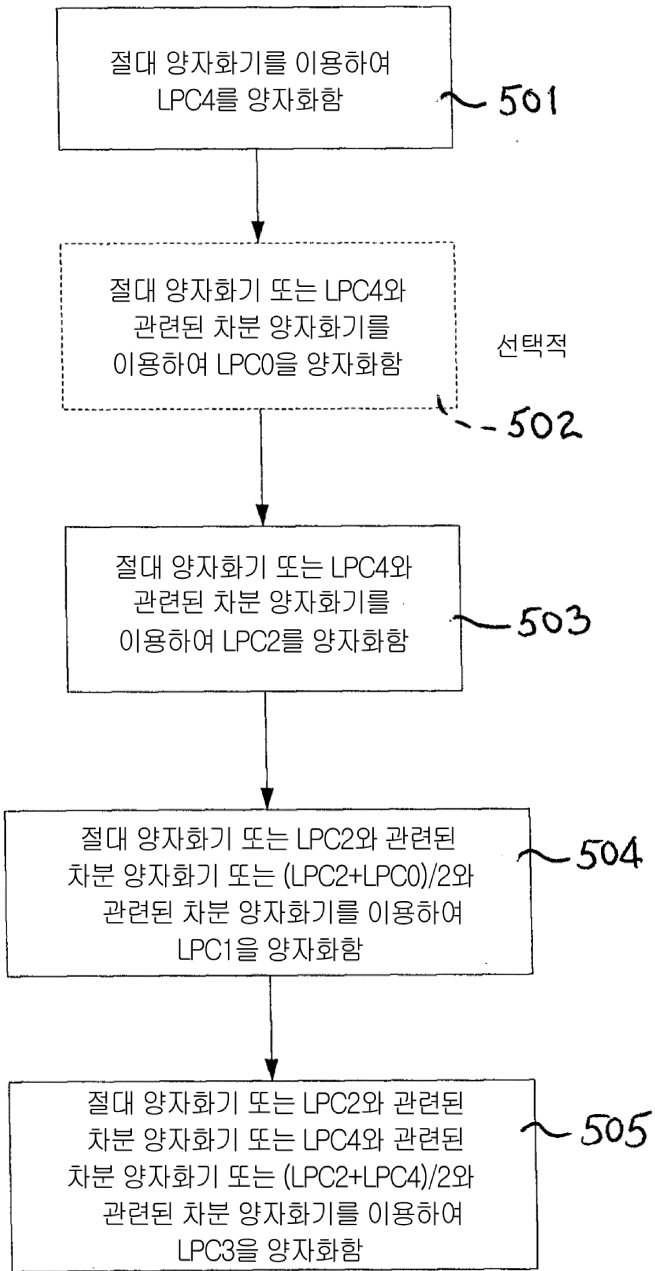 절대 양자화기를 이용하여
LPC4를 양자화함
501
절대 양자화기 또는 LPC4와
관련된 차분 양자화기를
이용하여 LPC0을 양자화함
선택적
502
절대 양자화기 또는 LPC4와
관련된 차분 양자화기를
이용하여 LPC2를 양자화함
503
절대 양자화기 또는 LPC2와 관련된
차분 양자화기 또는 (LPC2+LPC0)/2와
관련된 차분 양자화기를 이용하여
LPC1을 양자화함
504
절대 양자화기 또는 LPC2와 관련된
차분 양자화기 또는 LPC4와 관련된
차분 양자화기 또는 (LPC2+LPC4)/2와
관련된 차분 양자화기를 이용하여
LPC3을 양자화함
505